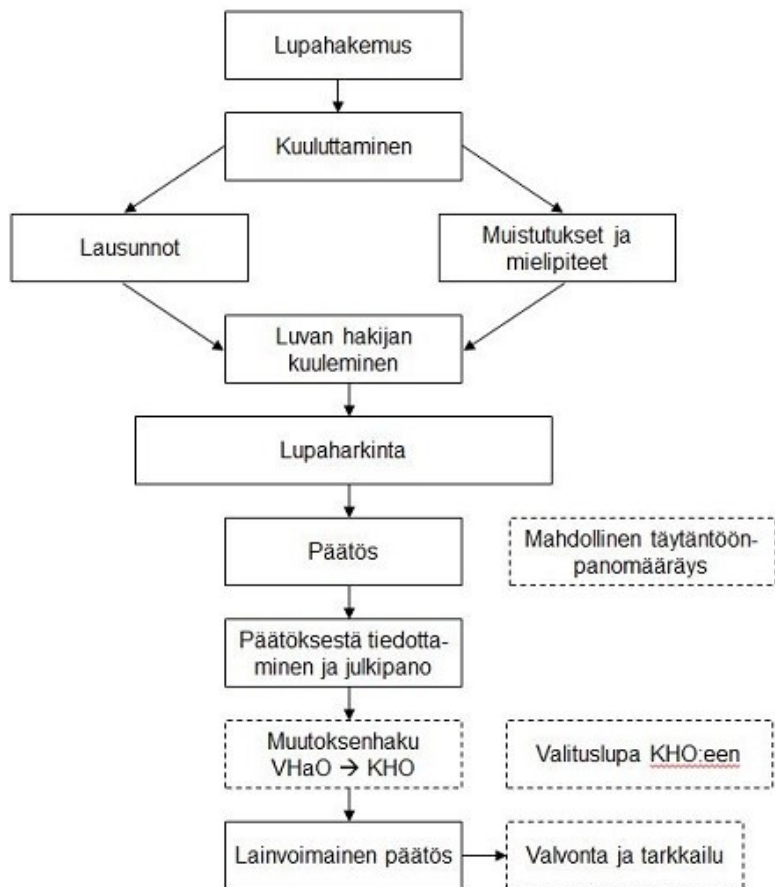 Lupahakemus
Kuuluttaminen
Lausunnot
Muistutukset ja
mielipiteet
Luvan hakijan
kuuleminen
Lupaharkinta
Päätös
Mahdollinen täytäntöön-
panomääräys
Päätöksestä tiedotta-
minen ja julkipano
Muutoksenhaku
VHaO → KHO
Valituslupa KHO:een
Lainvoimainen päätös
Valvonta ja tarkkailu